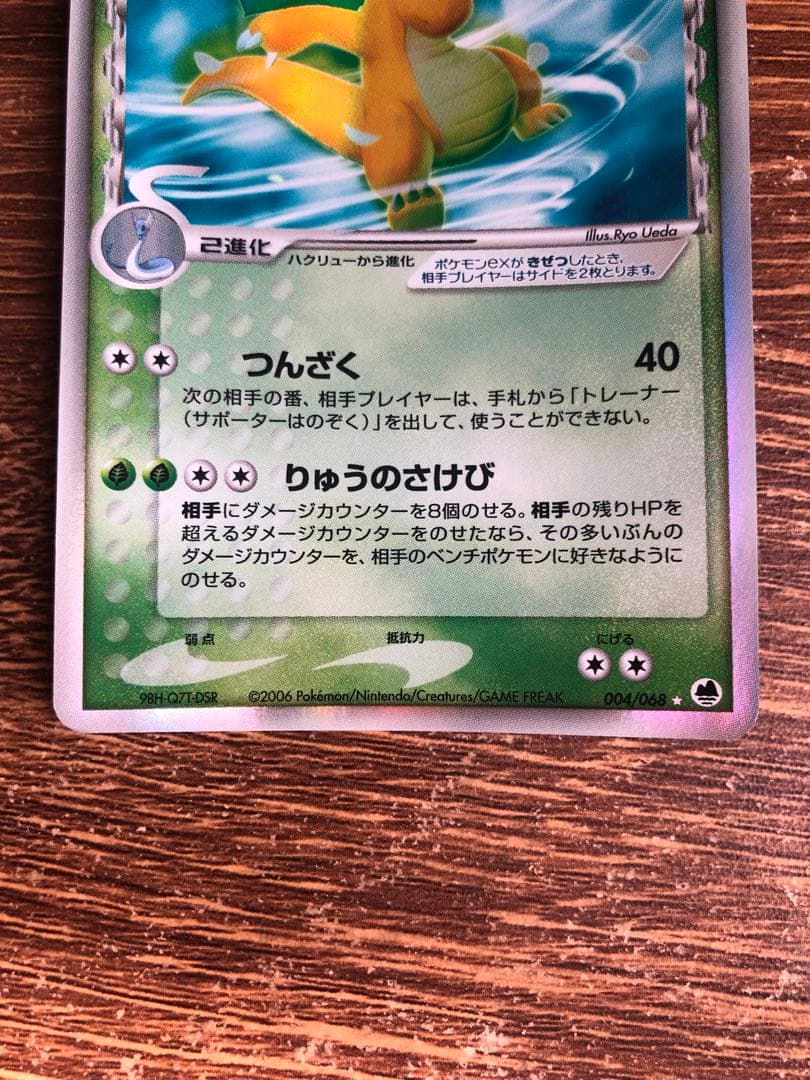 Illus.Ryo Ueda
2進化
ハクリューから進化
ポケモンexが きぜつしたとき、
相手プレイヤーはサイドを2枚とります。
つんざく 40
次の相手の番、相手プレイヤーは、手札から「トレーナー
(サポーターはのぞく)」を出して、使うことができない。
りゅうのさけび
相手にダメージカウンターを8個のせる。相手の残りHPを
超えるダメージカウンターをのせたなら、その多いぶんの
ダメージカウンターを、相手のベンチポケモンに好きなように
のせる。
弱点 抵抗力 にげる
98H-Q7T-DSR ©2006 Pokémon/Nintendo/Creatures/GAME FREAK 004/068 ★